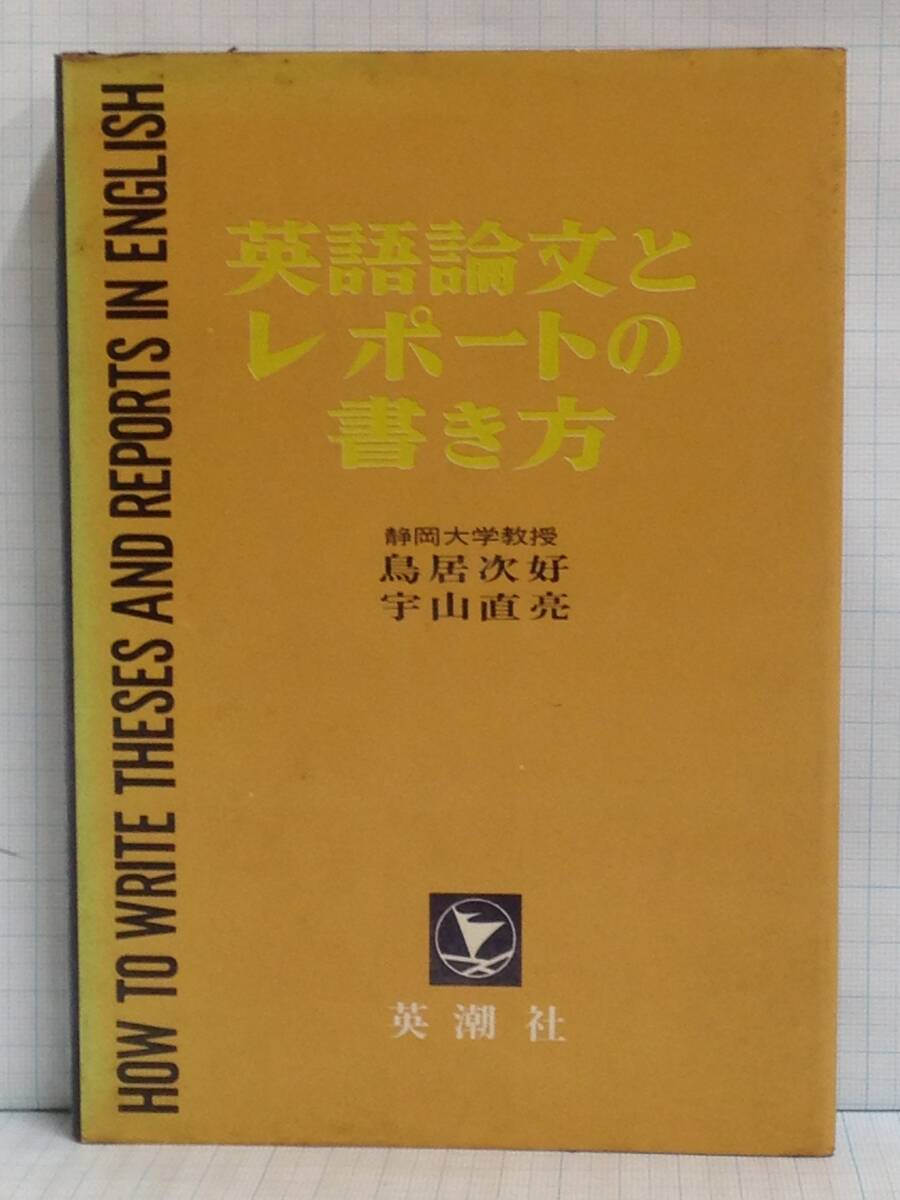 HOW TO WRITE THESES AND REPORTS IN ENGLISH
英語論文と
レポートの
書き方
静岡大学教授
鳥居次好
宇山直亮
英潮社